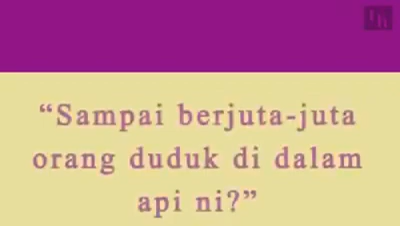 “Sampai berjuta-juta
orang duduk di dalam
api ni?”